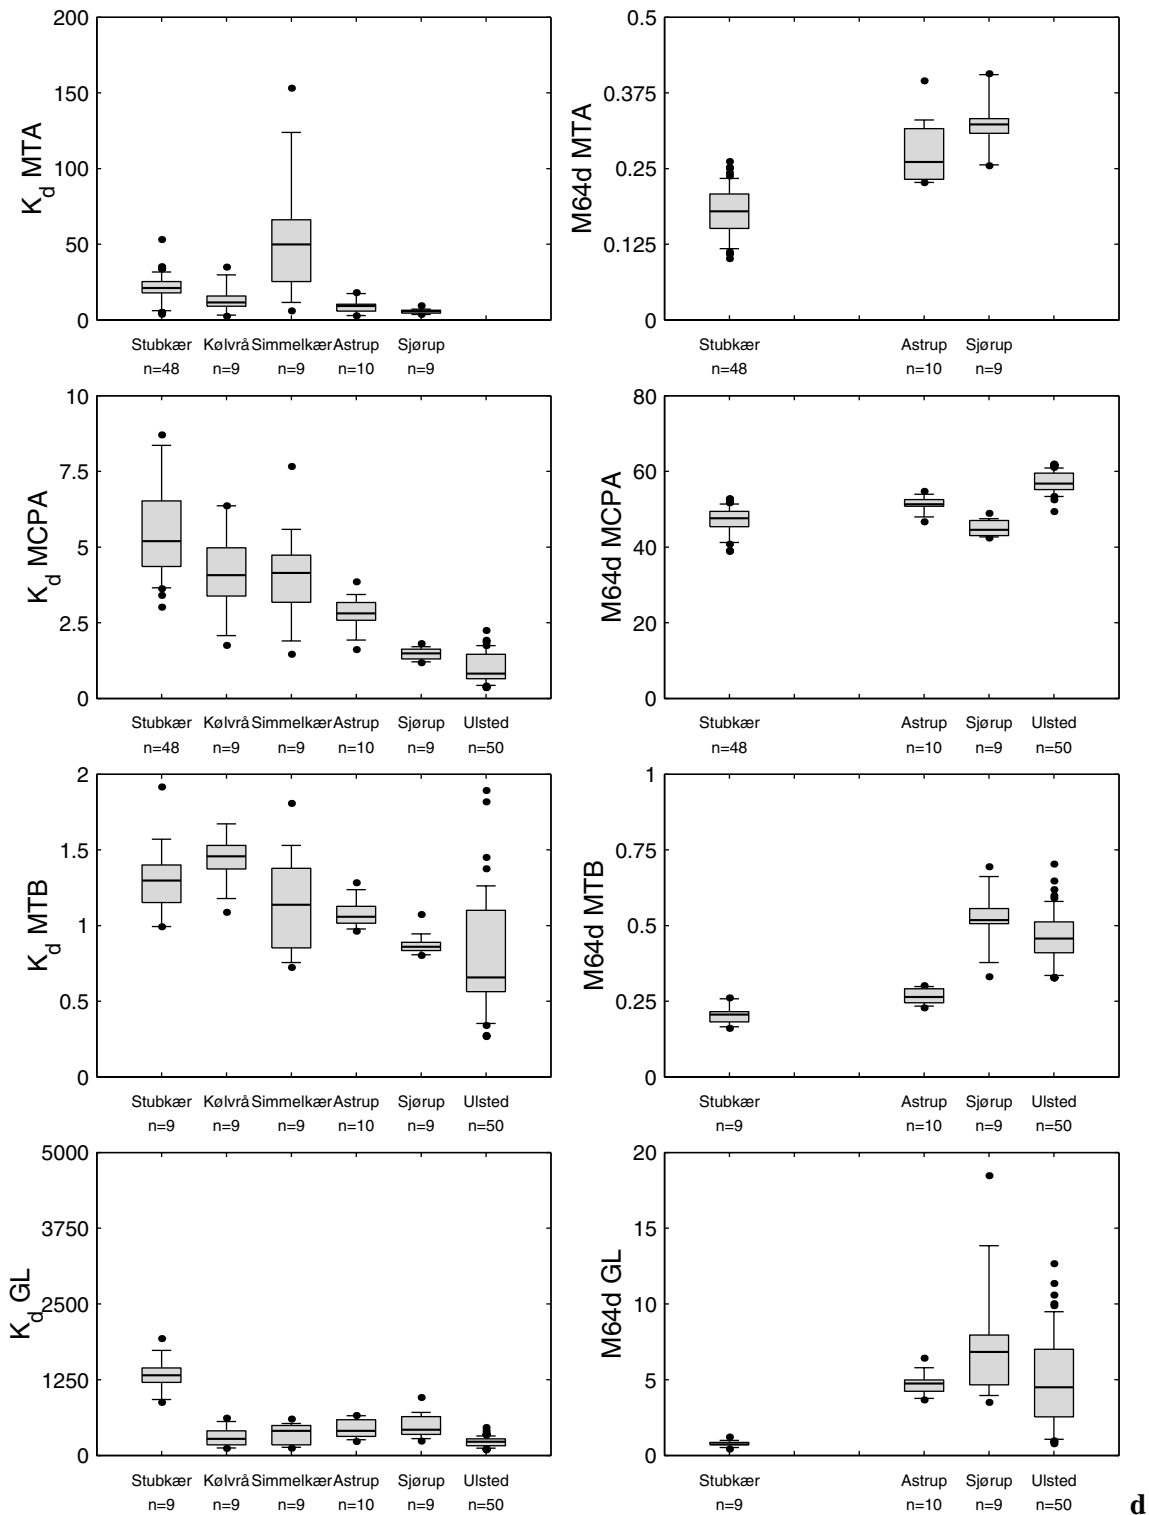 200
150
100
50
0
K_d MTA
Stubkær Kølvrå Simmelkær Astrup Sjørup
n=48 n=9 n=9 n=10 n=9
0.5
0.375
0.25
0.125
0
M64d MTA
Stubkær Astrup Sjørup
n=48 n=10 n=9
10
7.5
5
2.5
0
K_d MCPA
Stubkær Kølvrå Simmelkær Astrup Sjørup Ulsted
n=48 n=9 n=9 n=10 n=9 n=50
80
60
40
20
0
M64d MCPA
Stubkær Astrup Sjørup Ulsted
n=48 n=10 n=9 n=50
2
1.5
1
0.5
0
K_d MTB
Stubkær Kølvrå Simmelkær Astrup Sjørup Ulsted
n=9 n=9 n=9 n=10 n=9 n=50
1
0.75
0.5
0.25
0
M64d MTB
Stubkær Astrup Sjørup Ulsted
n=9 n=10 n=9 n=50
5000
3750
2500
1250
0
K_d GL
Stubkær Kølvrå Simmelkær Astrup Sjørup Ulsted
n=9 n=9 n=9 n=10 n=9 n=50
20
15
10
5
0
M64d GL
Stubkær Astrup Sjørup Ulsted
n=9 n=10 n=9 n=50
d